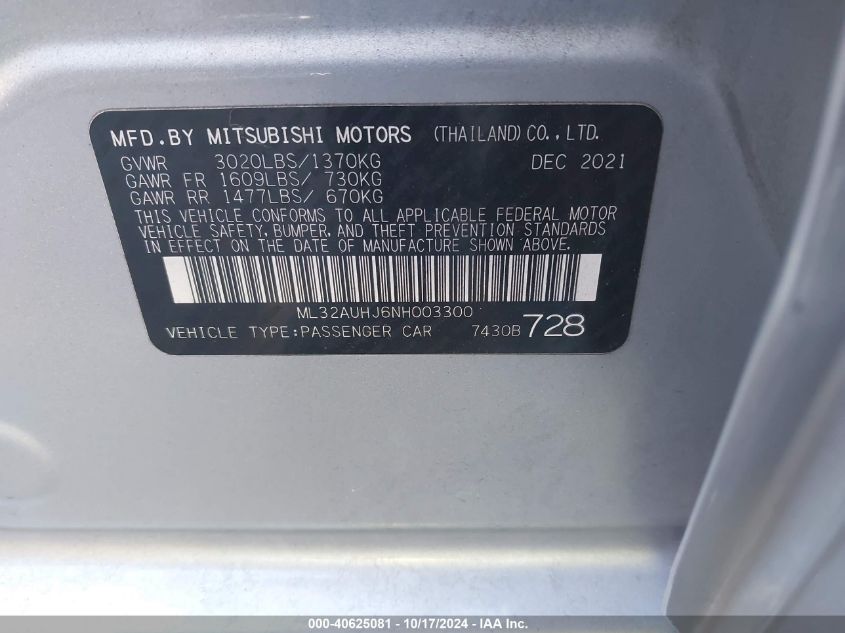 MFD.BY MITSUBISHI MOTORS (THAILAND)CO.,LTD.
GVWR 3020LBS/1370KG DEC 2021
GAWR FR 1609LBS/ 730KG
GAWR RR 1477LBS/ 670KG
THIS VEHICLE CONFORMS TO ALL APPLICABLE FEDERAL MOTOR
VEHICLE SAFETY, BUMPER, AND THEFT PREVENTION STANDARDS
IN EFFECT ON THE DATE OF MANUFACTURE SHOWN ABOVE.
ML32AUHJ6NH003300
VEHICLE TYPE:PASSENGER CAR 7430B 728
000-40625081 - 10/17/2024 - IAA Inc.